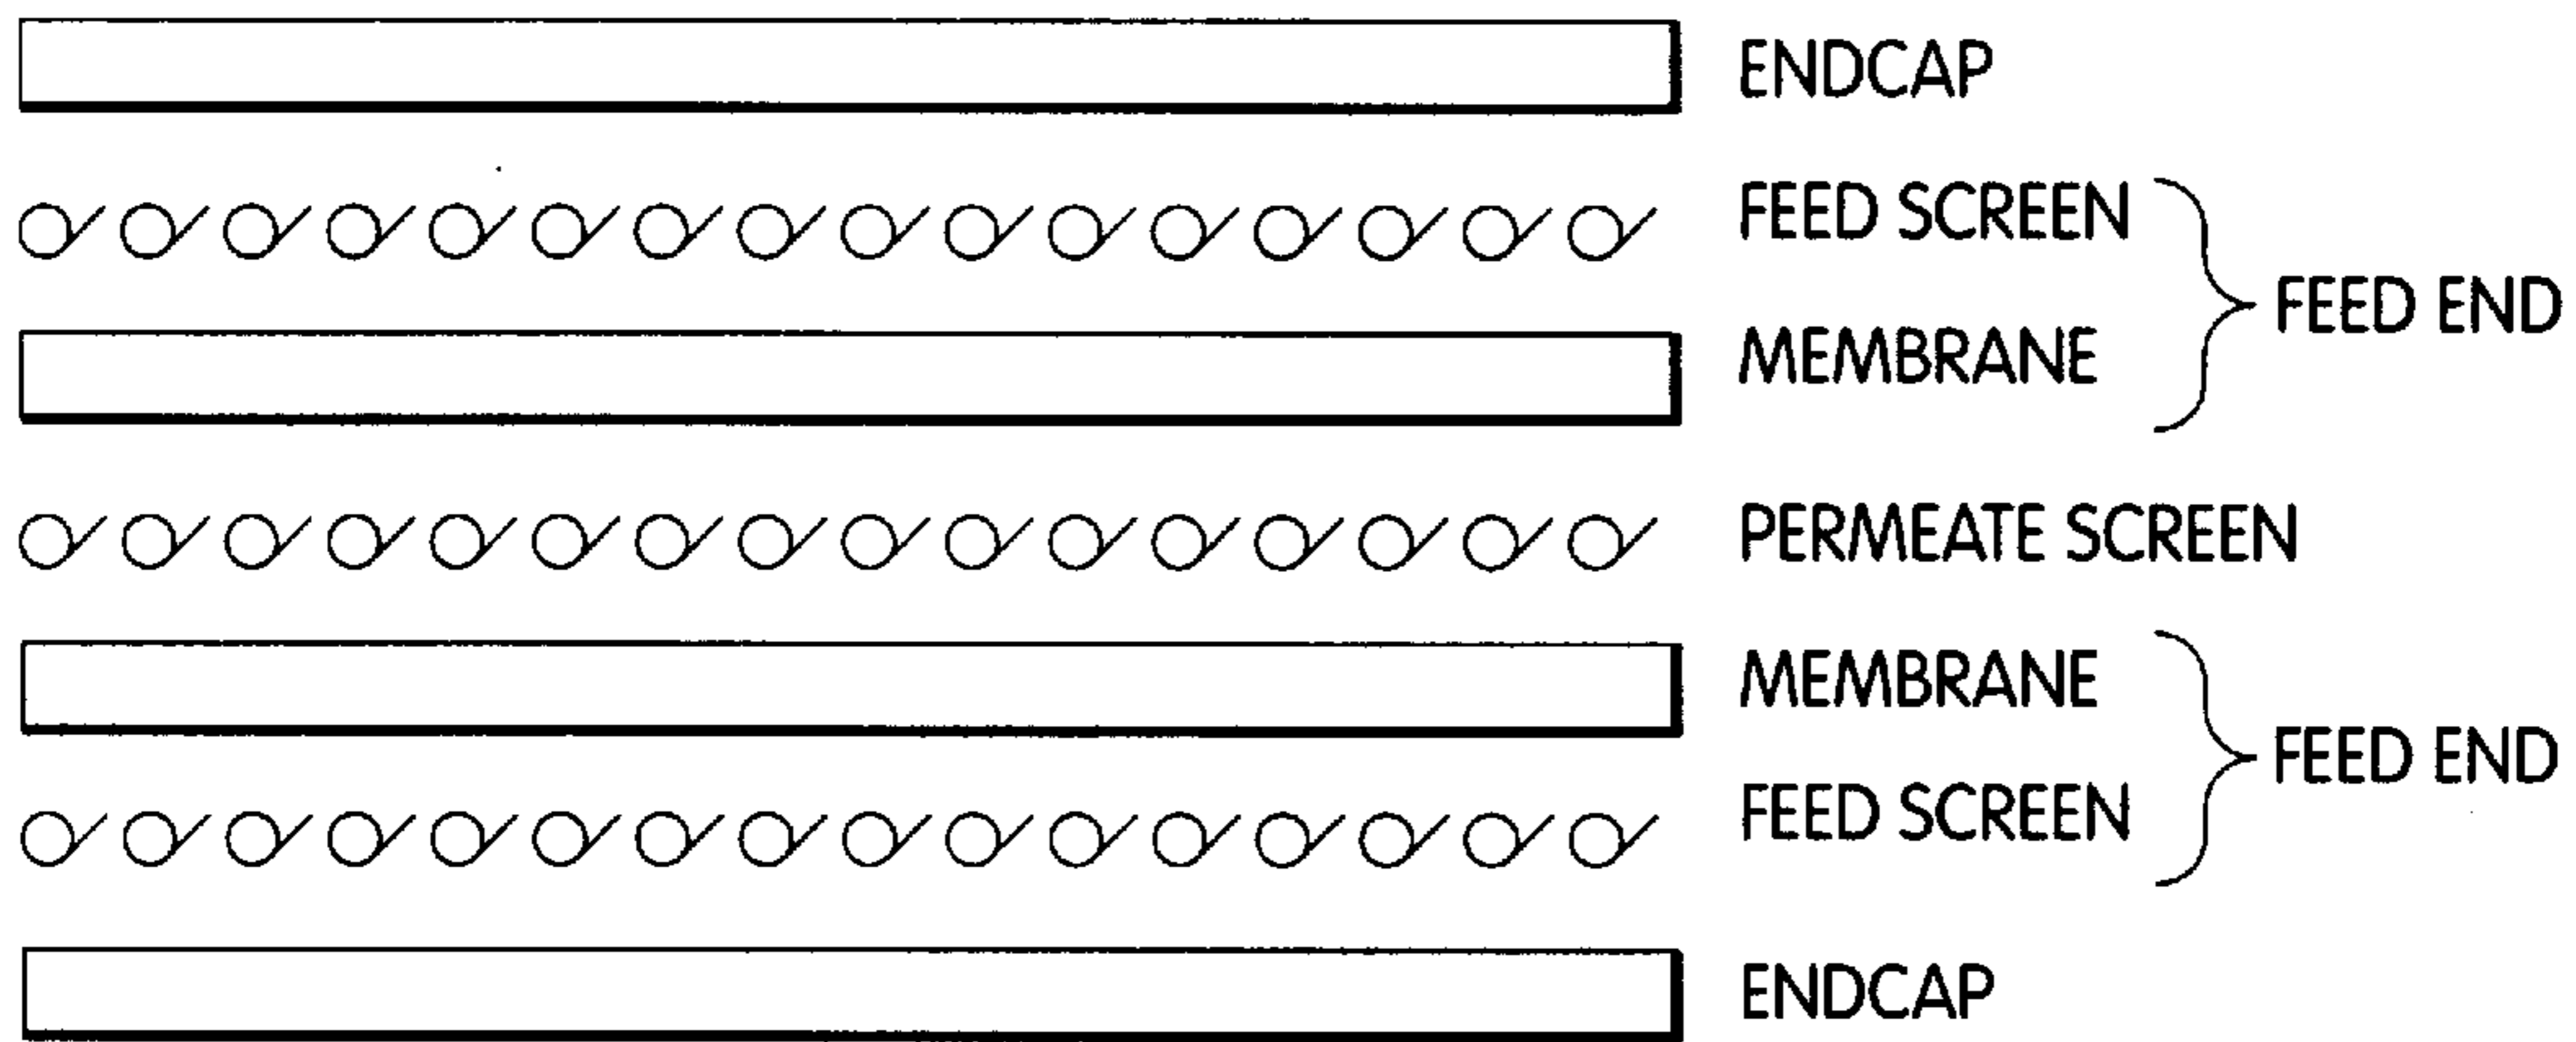 ENDCAP
FEED SCREEN
FEED END
MEMBRANE
PERMEATE SCREEN
MEMBRANE
FEED END
FEED SCREEN
ENDCAP